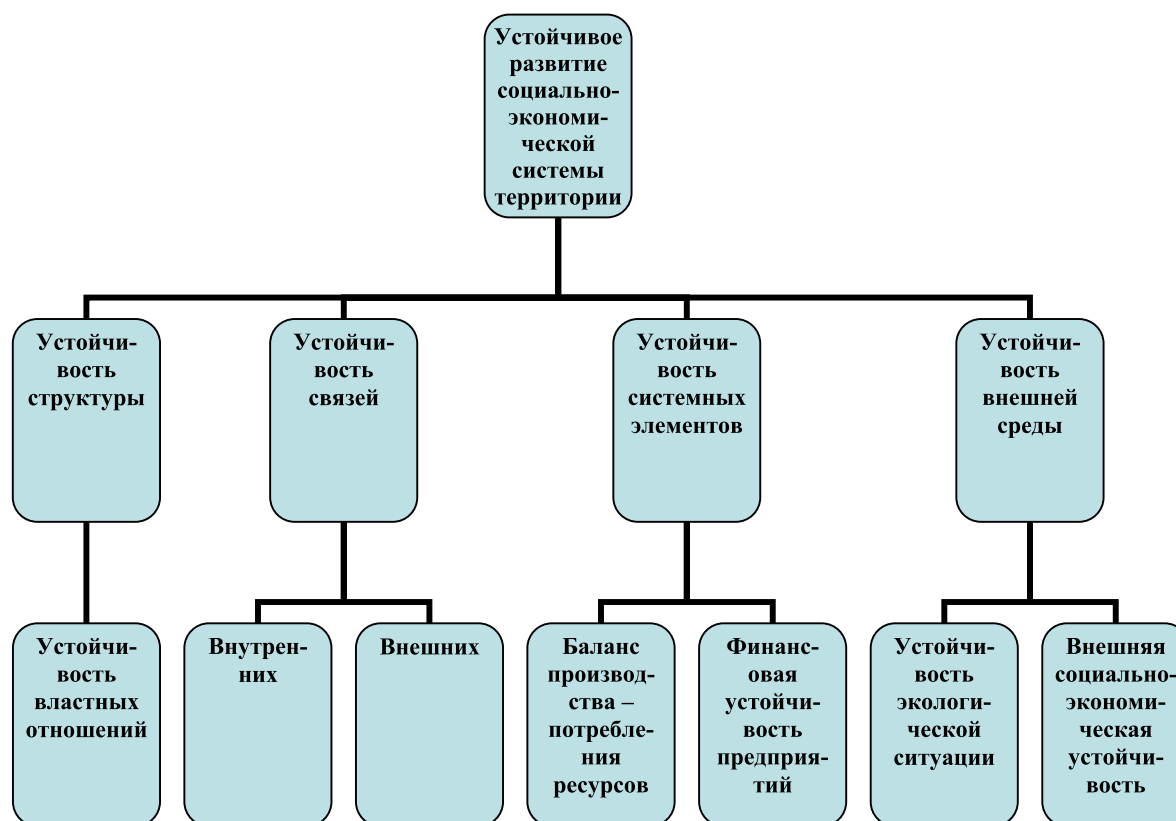 Устойчивое
развитие
социально-
экономи-
ческой
системы
территории
Устойчи-
вость
структуры
Устойчи-
вость
связей
Устойчи-
вость
системных
элементов
Устойчи-
вость
внешней
среды
Устойчи-
вость
властных
отношений
Внутрен-
них
Внешних
Баланс
производ-
ства –
потребле-
ния
ресурсов
Финанс-
овая
устойчи-
вость
предприя-
тий
Устойчи-
вость
экологи-
ческой
ситуации
Внешняя
социально-
экономи-
ческая
устойчи-
вость